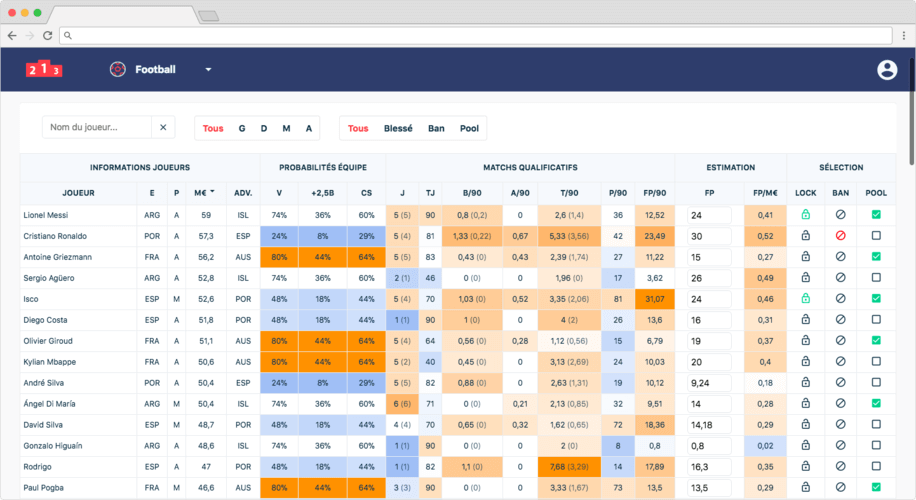 2 1 3 Football
Nom du joueur... × Tous G D M A Tous Blessé Ban Pool
INFORMATIONS JOUEURS PROBABILITÉS ÉQUIPE MATCHS QUALIFICATIFS ESTIMATION SÉLECTION
JOUEUR E P M€ ADV. V +2,5B CS J TJ B/90 A/90 T/90 P/90 FP/90 FP FP/M€ LOCK BAN POOL
Lionel Messi ARG A 59 ISL 74% 36% 60% 5 (5) 90 0,8 (0,2) 0 2,6 (1,4) 36 12,52 24 0,41
Cristiano Ronaldo POR A 57,3 ESP 24% 8% 29% 5 (4) 81 1,33 (0,22) 0,67 5,33 (3,56) 42 23,49 30 0,52
Antoine Griezmann FRA A 56,2 AUS 80% 44% 64% 5 (5) 83 0,43 (0) 0,43 2,39 (1,74) 27 11,22 15 0,27
Sergio Agüero ARG A 52,8 ISL 74% 36% 60% 2 (1) 46 0 (0) 0 1,96 (0) 17 3,62 26 0,49
Isco ESP M 52,6 POR 48% 18% 44% 5 (4) 70 1,03 (0) 0,52 3,35 (2,06) 81 31,07 24 0,46
Diego Costa ESP A 51,8 POR 48% 18% 44% 1 (1) 90 1 (0) 0 4 (2) 26 13,6 16 0,31
Olivier Giroud FRA A 51,1 AUS 80% 44% 64% 5 (4) 64 0,56 (0) 0,28 1,12 (0,56) 15 6,79 19 0,37
Kylian Mbappe FRA A 50,6 AUS 80% 44% 64% 5 (2) 40 0,45 (0) 0 3,13 (2,69) 24 10,03 20 0,4
André Silva POR A 50,4 ESP 24% 8% 29% 5 (5) 82 0,88 (0) 0 2,63 (1,31) 19 10,12 9,24 0,18
Ángel Di María ARG M 50,4 ISL 74% 36% 60% 6 (6) 71 0 (0) 0,21 2,13 (0,85) 32 9,51 14 0,28
David Silva ESP M 48,7 POR 48% 18% 44% 4 (4) 70 0,65 (0) 0,32 1,62 (0,65) 72 18,36 14,18 0,29
Gonzalo Higuaín ARG A 48,6 ISL 74% 36% 60% 1 (1) 90 0 (0) 0 2 (0) 8 0,8 0,8 0,02
Rodrigo ESP A 47 POR 48% 18% 44% 1 (1) 82 1,1 (0) 0 7,68 (3,29) 14 17,89 16,3 0,35
Paul Pogba FRA M 46,6 AUS 80% 44% 64% 3 (3) 90 0 (0) 0 3,33 (1,67) 73 13,5 13,5 0,29